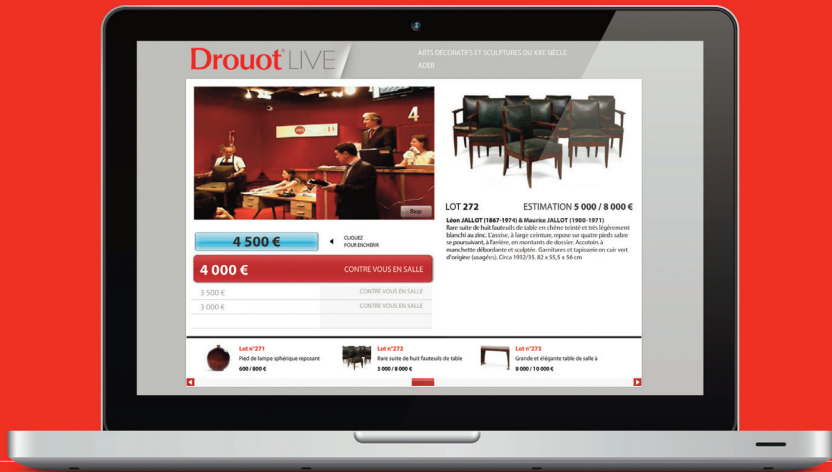 Drouot LIVE
ARTS DÉCORATIFS ET SCULPTURES DU XXE SIÈCLE
ADER
4
Stop
LOT 272 ESTIMATION 5 000 / 8 000 €
Léon JALLOT (1867-1974) & Maurice JALLOT (1900-1971)
Rare suite de huit fauteuils de table en chêne teinté et très légèrement
blanchi au zinc. L'assise, à large ceinture, repose sur quatre pieds sabre
se poursuivant, à l'arrière, en montants de dossier. Accotoirs à
manchette débordante et sculptée. Garnitures et tapisserie en cuir vert
d'origine (usagées). Circa 1932/35. 82 x 55,5 x 56 cm
4 500 €
CLIQUEZ
POUR ENCHERIR
4 000 € CONTRE VOUS EN SALLE
3 500 € CONTRE VOUS EN SALLE
3 000 € CONTRE VOUS EN SALLE
Lot n°271
Pied de lampe sphérique reposant
600 / 800 €
Lot n°272
Rare suite de huit fauteuils de table
5 000 / 8 000 €
Lot n°273
Grande et élégante table de salle à
8 000 / 10 000 €